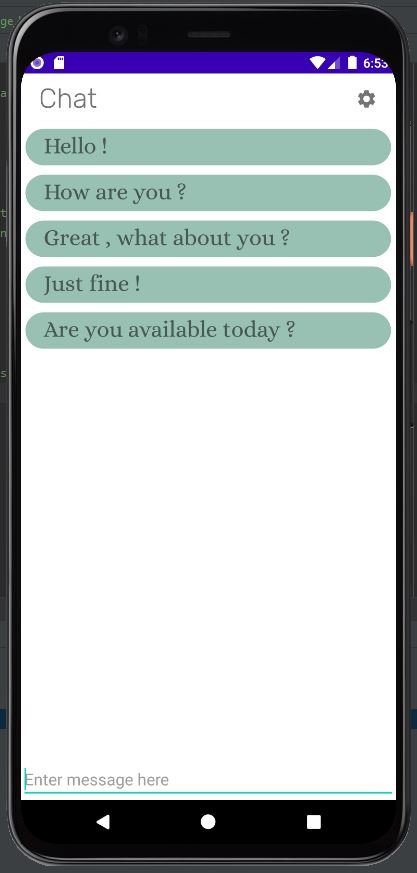 6:53
Chat
Hello !
How are you ?
Great , what about you ?
Just fine !
Are you available today ?
Enter message here